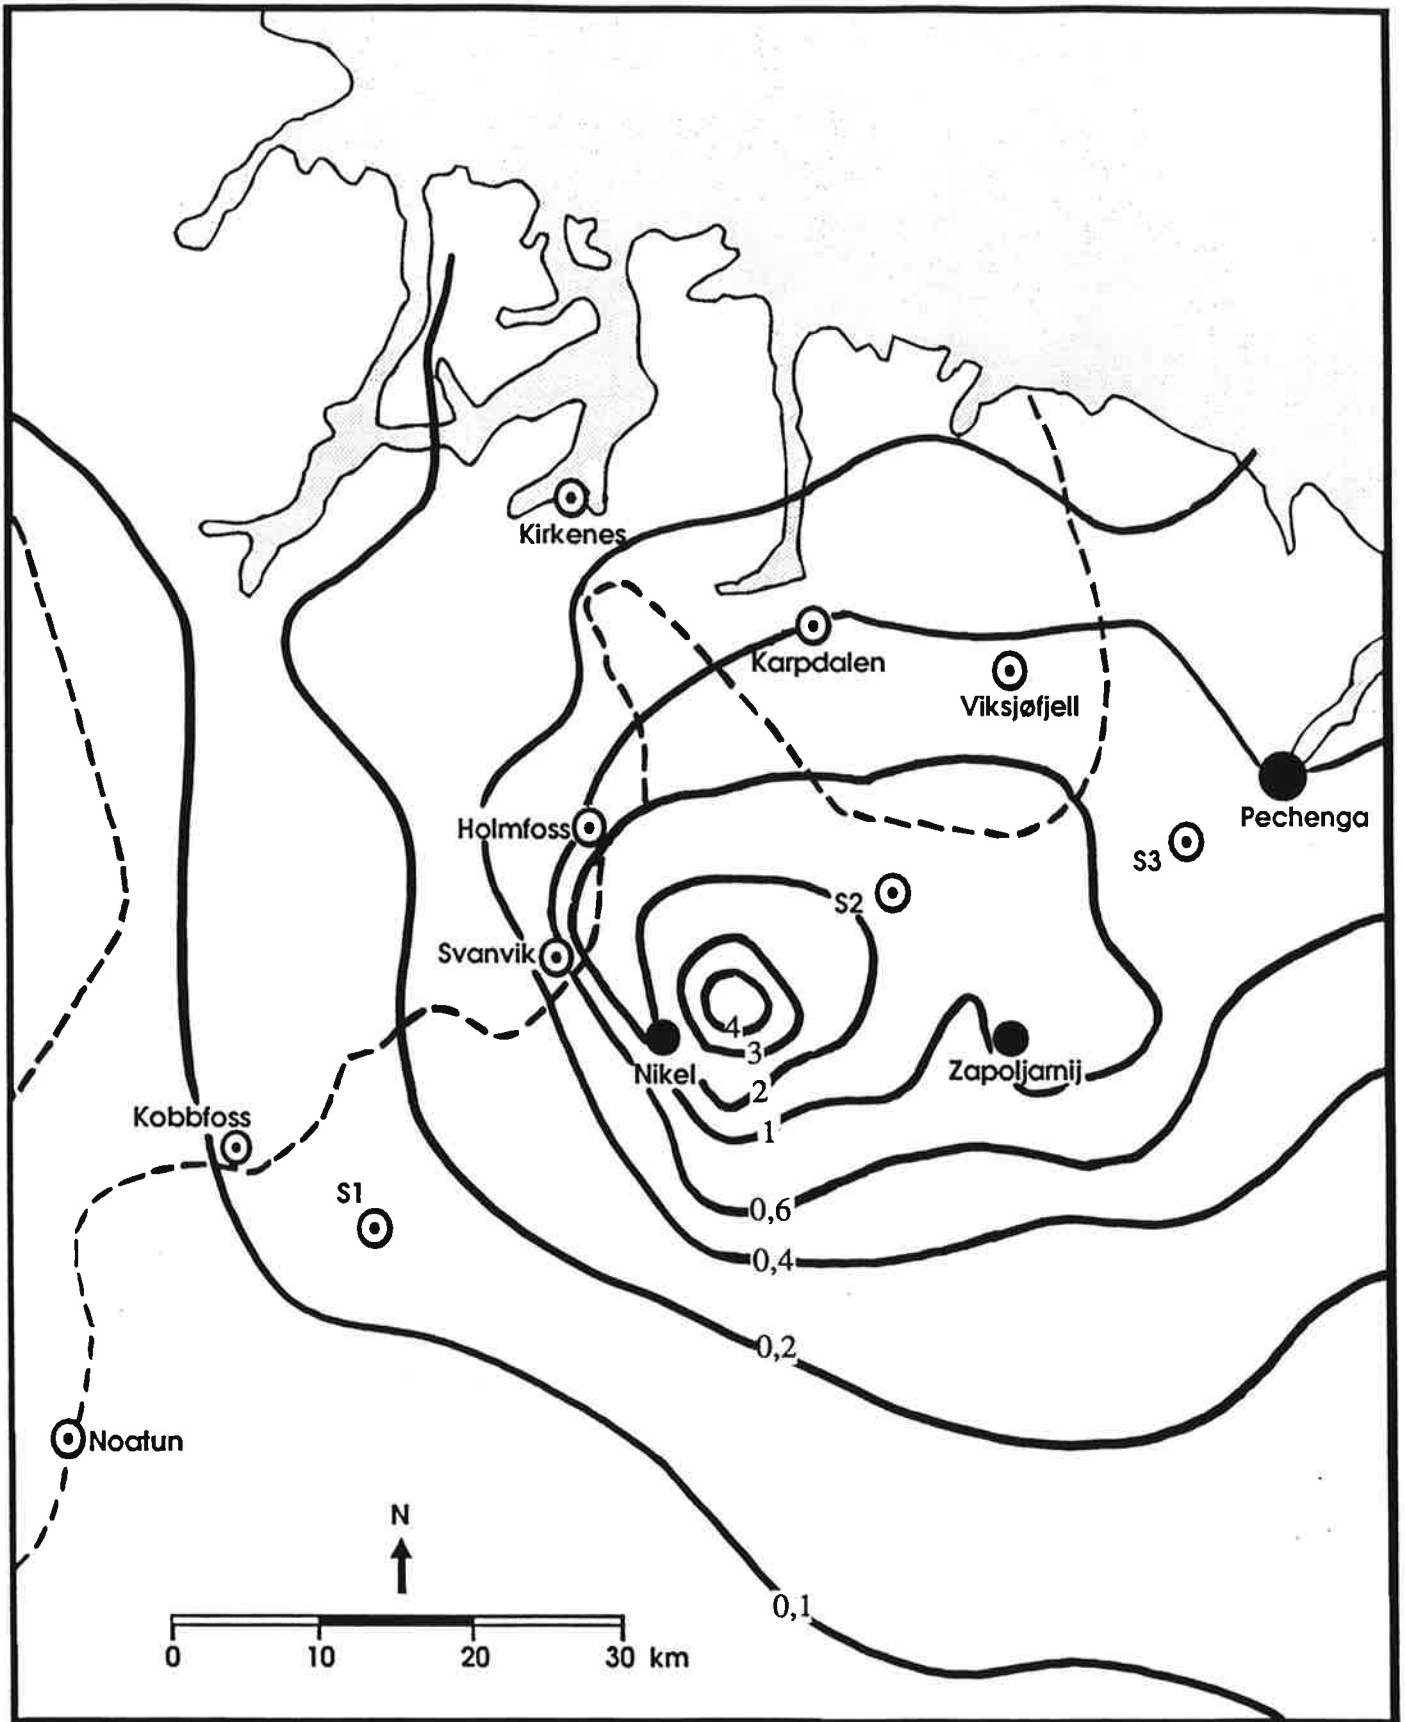 Kirkenes
Karpdalen
Viksjøfjell
Pechenga
Holmfoss
S3
S2
Svanvik
4
3
Nikel
Zapoljarnij
2
Kobbfoss
1
S1
0,6
0,4
0,2
Noatun
N
0,1
0 10 20 30 km